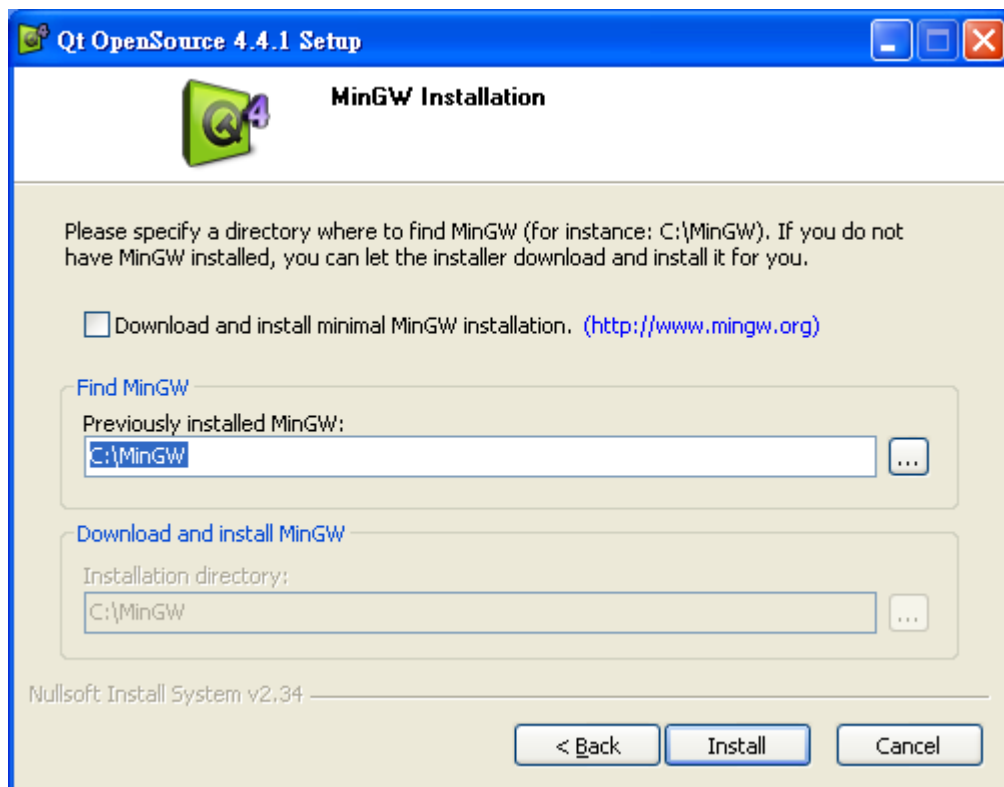 Qt OpenSource 4.4.1 Setup
4
MinGW Installation
Please specify a directory where to find MinGW (for instance: C:\MinGW). If you do not
have MinGW installed, you can let the installer download and install it for you.
Download and install minimal MinGW installation. (http://www.mingw.org)
Find MinGW
Previously installed MinGW:
C:\MinGW
...
Download and install MinGW
Installation directory:
C:\MinGW
...
Nullsoft Install System v2.34
< Back
Install
Cancel